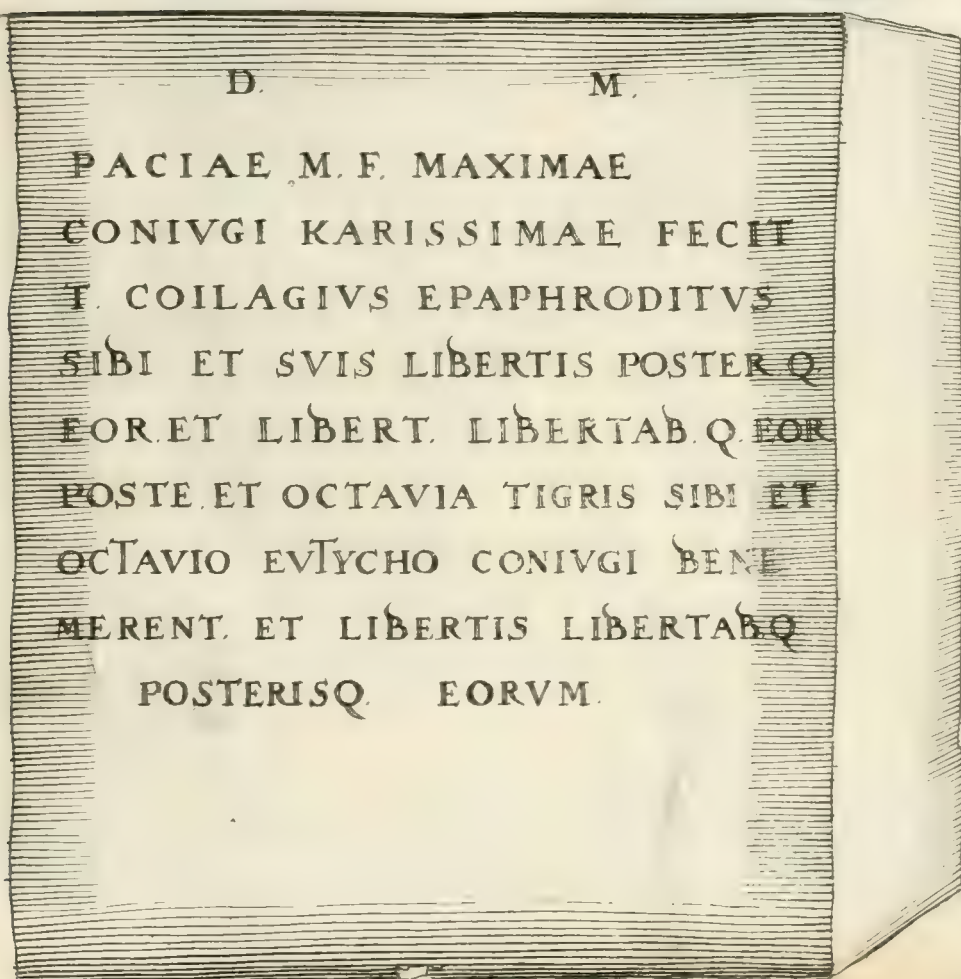 D. M.
PACIAE M. F. MAXIMAE
CONIVGI KARISSIMAE FECIT
T. COILAGIVS EPAPHRODITVS
SIBI ET SVIS LIBERTIS POSTER Q
EOR. ET LIBERT. LIBERTAB. Q. EOR
POSTE. ET OCTAVIA TIGRIS SIBI ET
OCTAVIO EVTYCHO CONIVGI BENE
MERENT. ET LIBERTIS LIBERTABQ
POSTERISQ. EORVM.